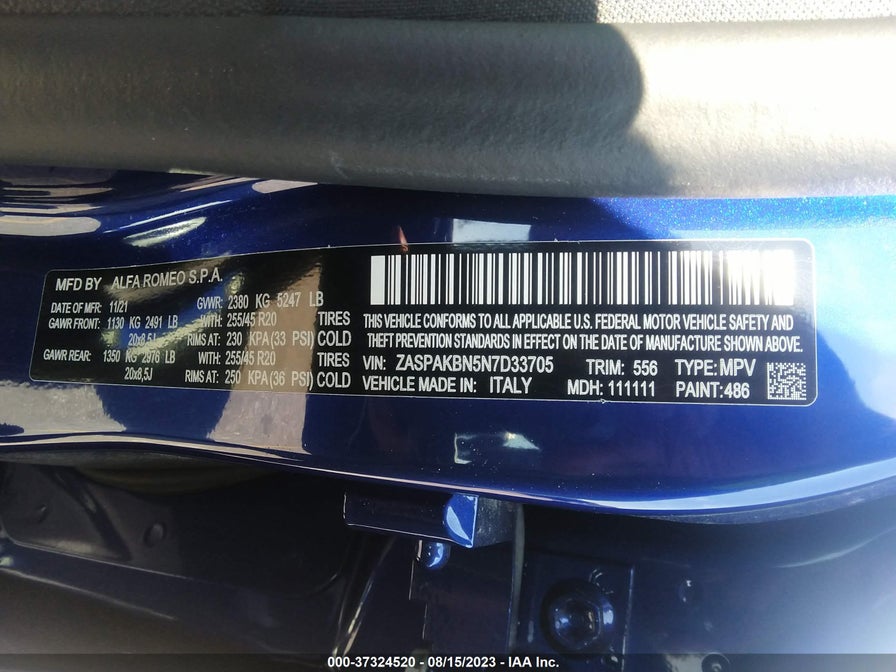 MFD BY ALFA ROMEO S.P.A.
DATE OF MFR: 11/21 GVWR: 2380 KG 5247 LB
GAWR FRONT: 1130 KG 2491 LB WITH: 255/45 R20 TIRES
20x8,5J RIMS AT: 230 KPA (33 PSI) COLD
GAWR REAR: 1350 KG 2976 LB WITH: 255/45 R20 TIRES
20x8,5J RIMS AT: 250 KPA (36 PSI) COLD
THIS VEHICLE CONFORMS TO ALL APPLICABLE U.S. FEDERAL MOTOR VEHICLE SAFETY AND
THEFT PREVENTION STANDARDS IN EFFECT ON THE DATE OF MANUFACTURE SHOWN ABOVE.
VIN: ZASPAKBN5N7D33705 TRIM: 556 TYPE: MPV
VEHICLE MADE IN: ITALY MDH: 111111 PAINT:486
000-37324520 - 08/15/2023 - IAA Inc.